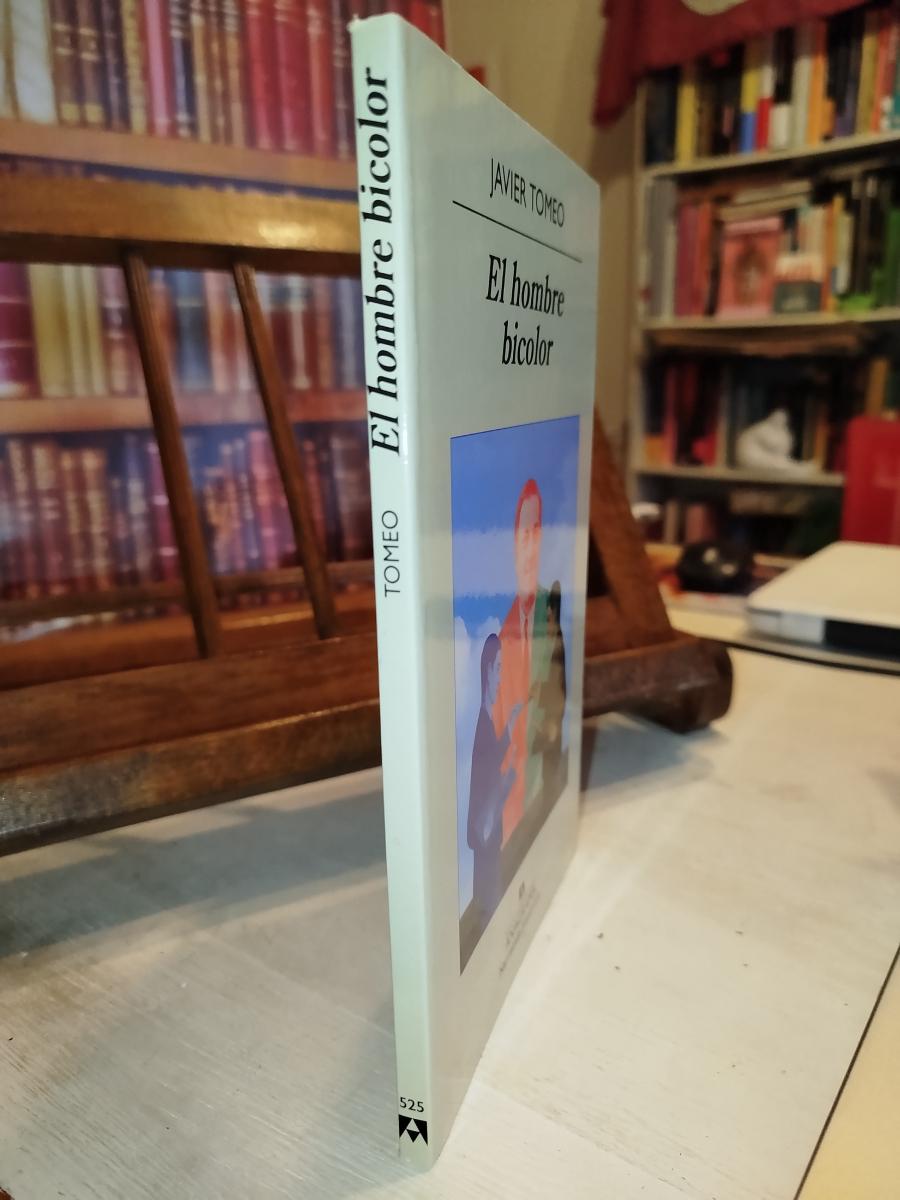 El hombre bicolor
TOMEO
525
JAVIER TOMEO
El hombre
bicolor